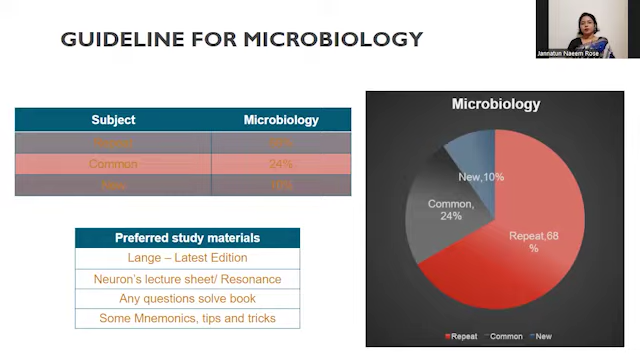 GUIDELINE FOR MICROBIOLOGY
Jannatun Naeem Rose
Subject Microbiology
Repeat
Common 24%
New
Preferred study materials
Lange – Latest Edition
Neuron's lecture sheet/ Resonance
Any questions solve book
Some Mnemonics, tips and tricks
Microbiology
New,10%
Common,
24%
Repeat,68
%
Repeat Common New